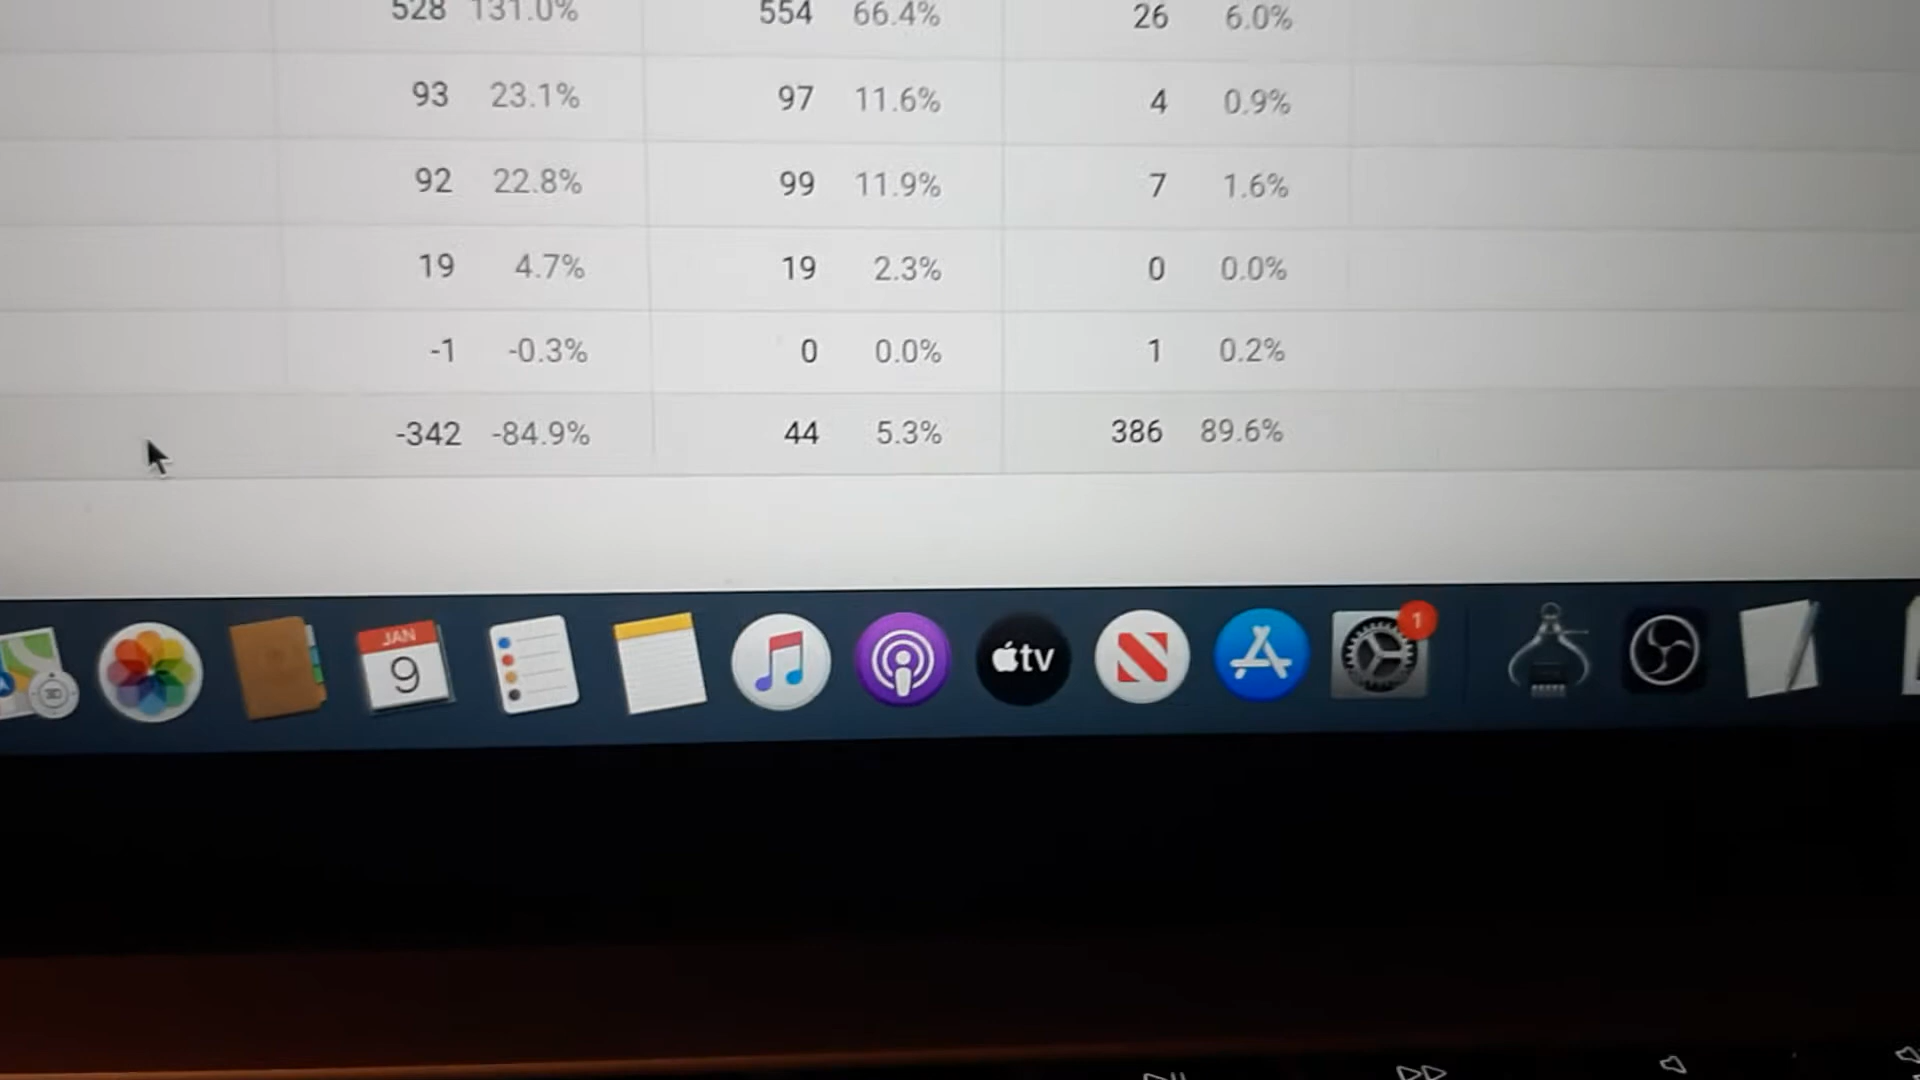 528 131.0% 554 66.4% 26 6.0%
93 23.1% 97 11.6% 4 0.9%
92 22.8% 99 11.9% 7 1.6%
19 4.7% 19 2.3% 0 0.0%
-1 -0.3% 0 0.0% 1 0.2%
-342 -84.9% 44 5.3% 386 89.6%
3D
JAN
9
tv
1